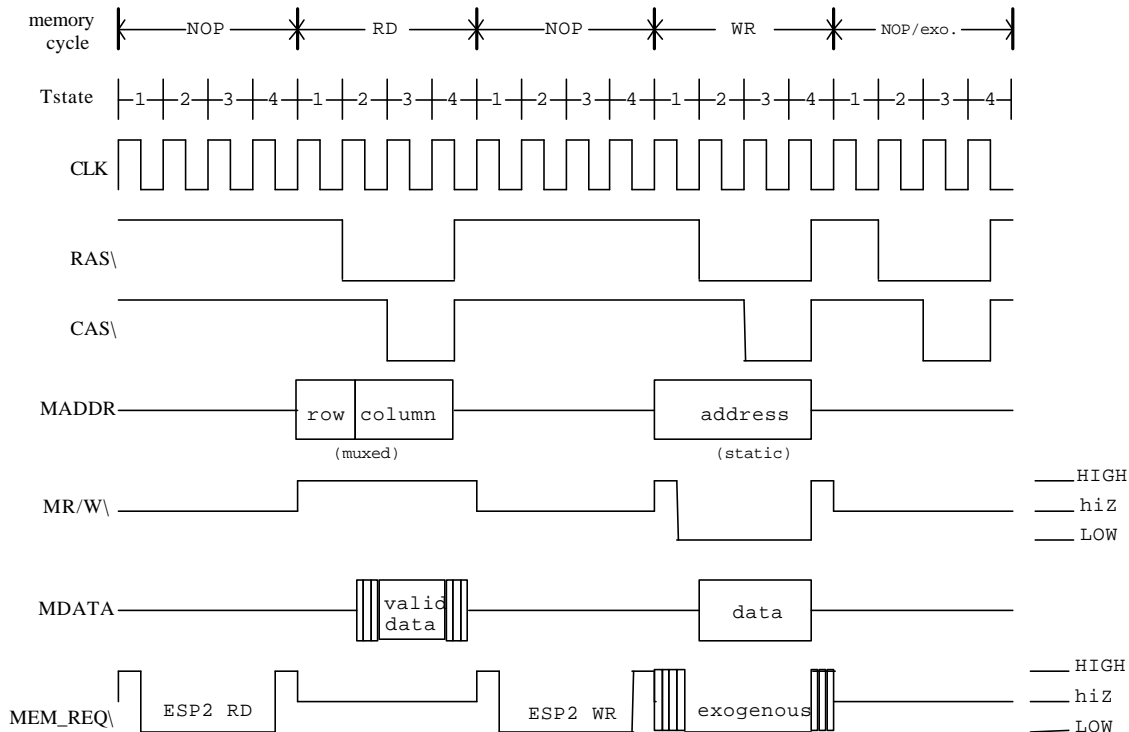 memory
cycle
NOP RD NOP WR NOP/exo.
Tstate 1 2 3 4 1 2 3 4 1 2 3 4 1 2 3 4 1 2 3 4
CLK
RAS\
CAS\
MADDR row column address
(muxed) (static)
HIGH
MR/W\ hiZ
LOW
MDATA valid data
data
HIGH
hiZ
MEM_REQ\ ESP2 RD ESP2 WR exogenous
LOW